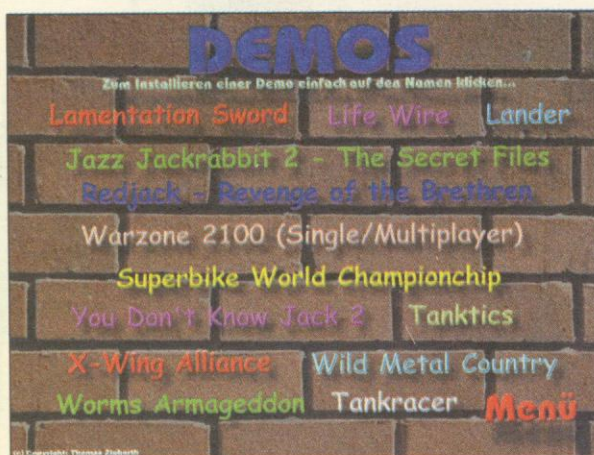 DEMOS
Zum Installieren einer Demo einfach auf den Namen klicken...
Lamentation Sword Life Wire Lander
Jazz Jackrabbit 2 - The Secret Files
Redjack - Revenge of the Brethren
Warzone 2100 (Single/Multiplayer)
Superbike World Championchip
You Don't Know Jack 2 Tanktics
X-Wing Alliance Wild Metal Country
Worms Armageddon Tankracer Menü
(c) Copyright: Thomas